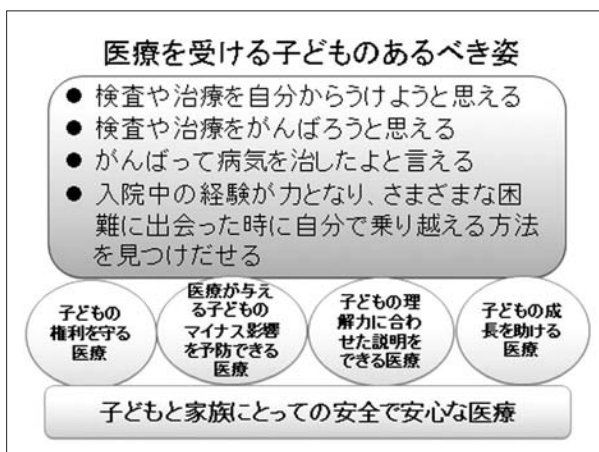 医療を受ける子どものあるべき姿
● 検査や治療を自分からうけようと思える
● 検査や治療をがんばろうと思える
● がんばって病気を治したよと言える
● 入院中の経験が力となり、さまざまな困
難に出会った時に自分で乗り越える方法
を見つけだせる
子どもの
権利を守る
医療
医療が与え
る子どもの
マイナス影響
を予防できる
医療
子どもの理
解力に合わ
せた説明を
できる医療
子どもの成
長を助ける
医療
子どもと家族にとっての安全で安心な医療